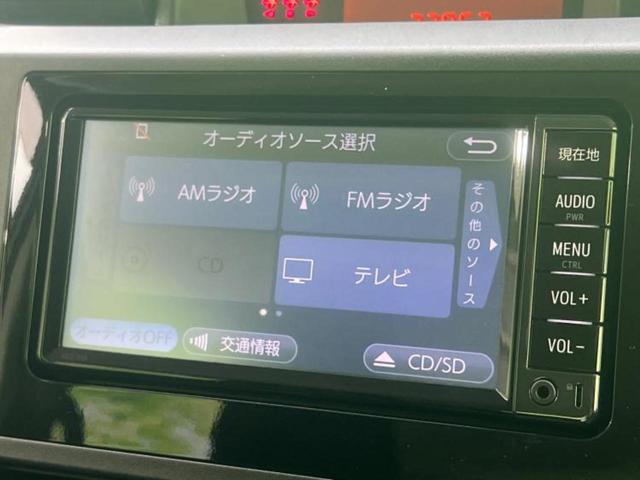 オーディオソース選択
AMラジオ
FMラジオ
その他のソース
CD
テレビ
オーディオOFF
交通情報
CD/SD
現在地
AUDIO
PWR
MENU
CTRL
VOL+
VOL-